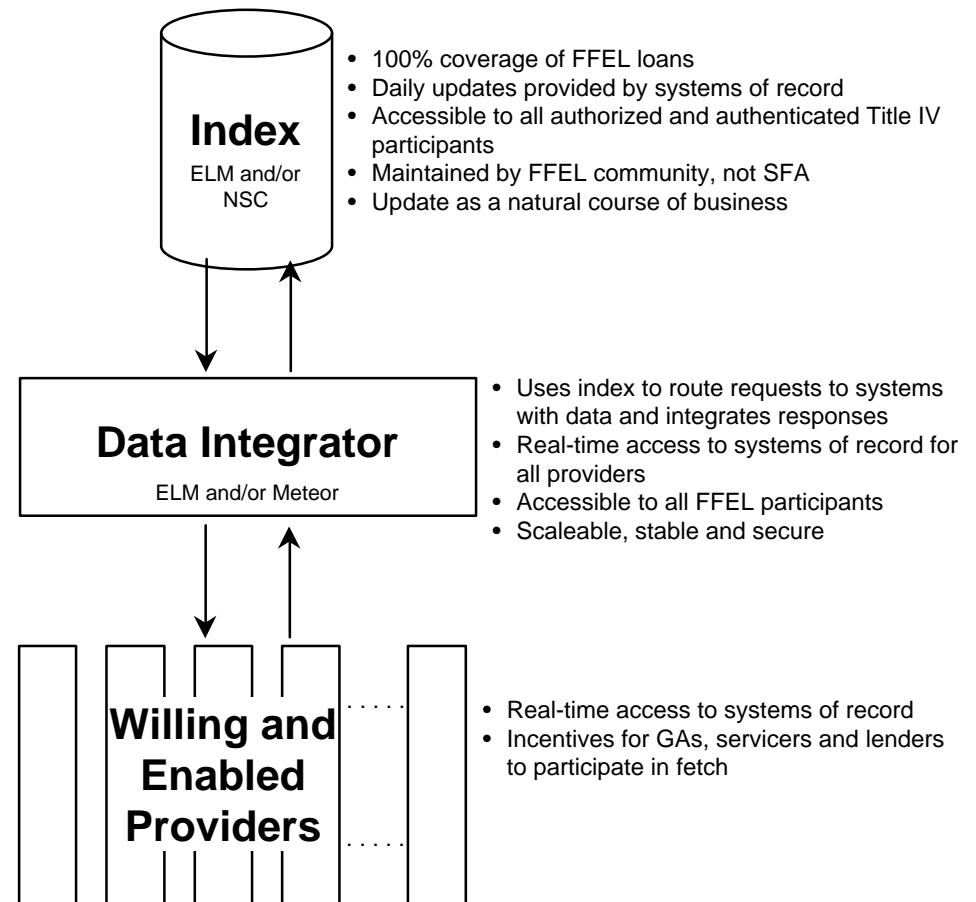 Index
ELM and/or
NSC
• 100% coverage of FFEL loans
• Daily updates provided by systems of record
• Accessible to all authorized and authenticated Title IV
participants
• Maintained by FFEL community, not SFA
• Update as a natural course of business
Data Integrator
ELM and/or Meteor
• Uses index to route requests to systems
with data and integrates responses
• Real-time access to systems of record for
all providers
• Accessible to all FFEL participants
• Scaleable, stable and secure
Willing and
Enabled
Providers
• Real-time access to systems of record
• Incentives for GAs, servicers and lenders
to participate in fetch